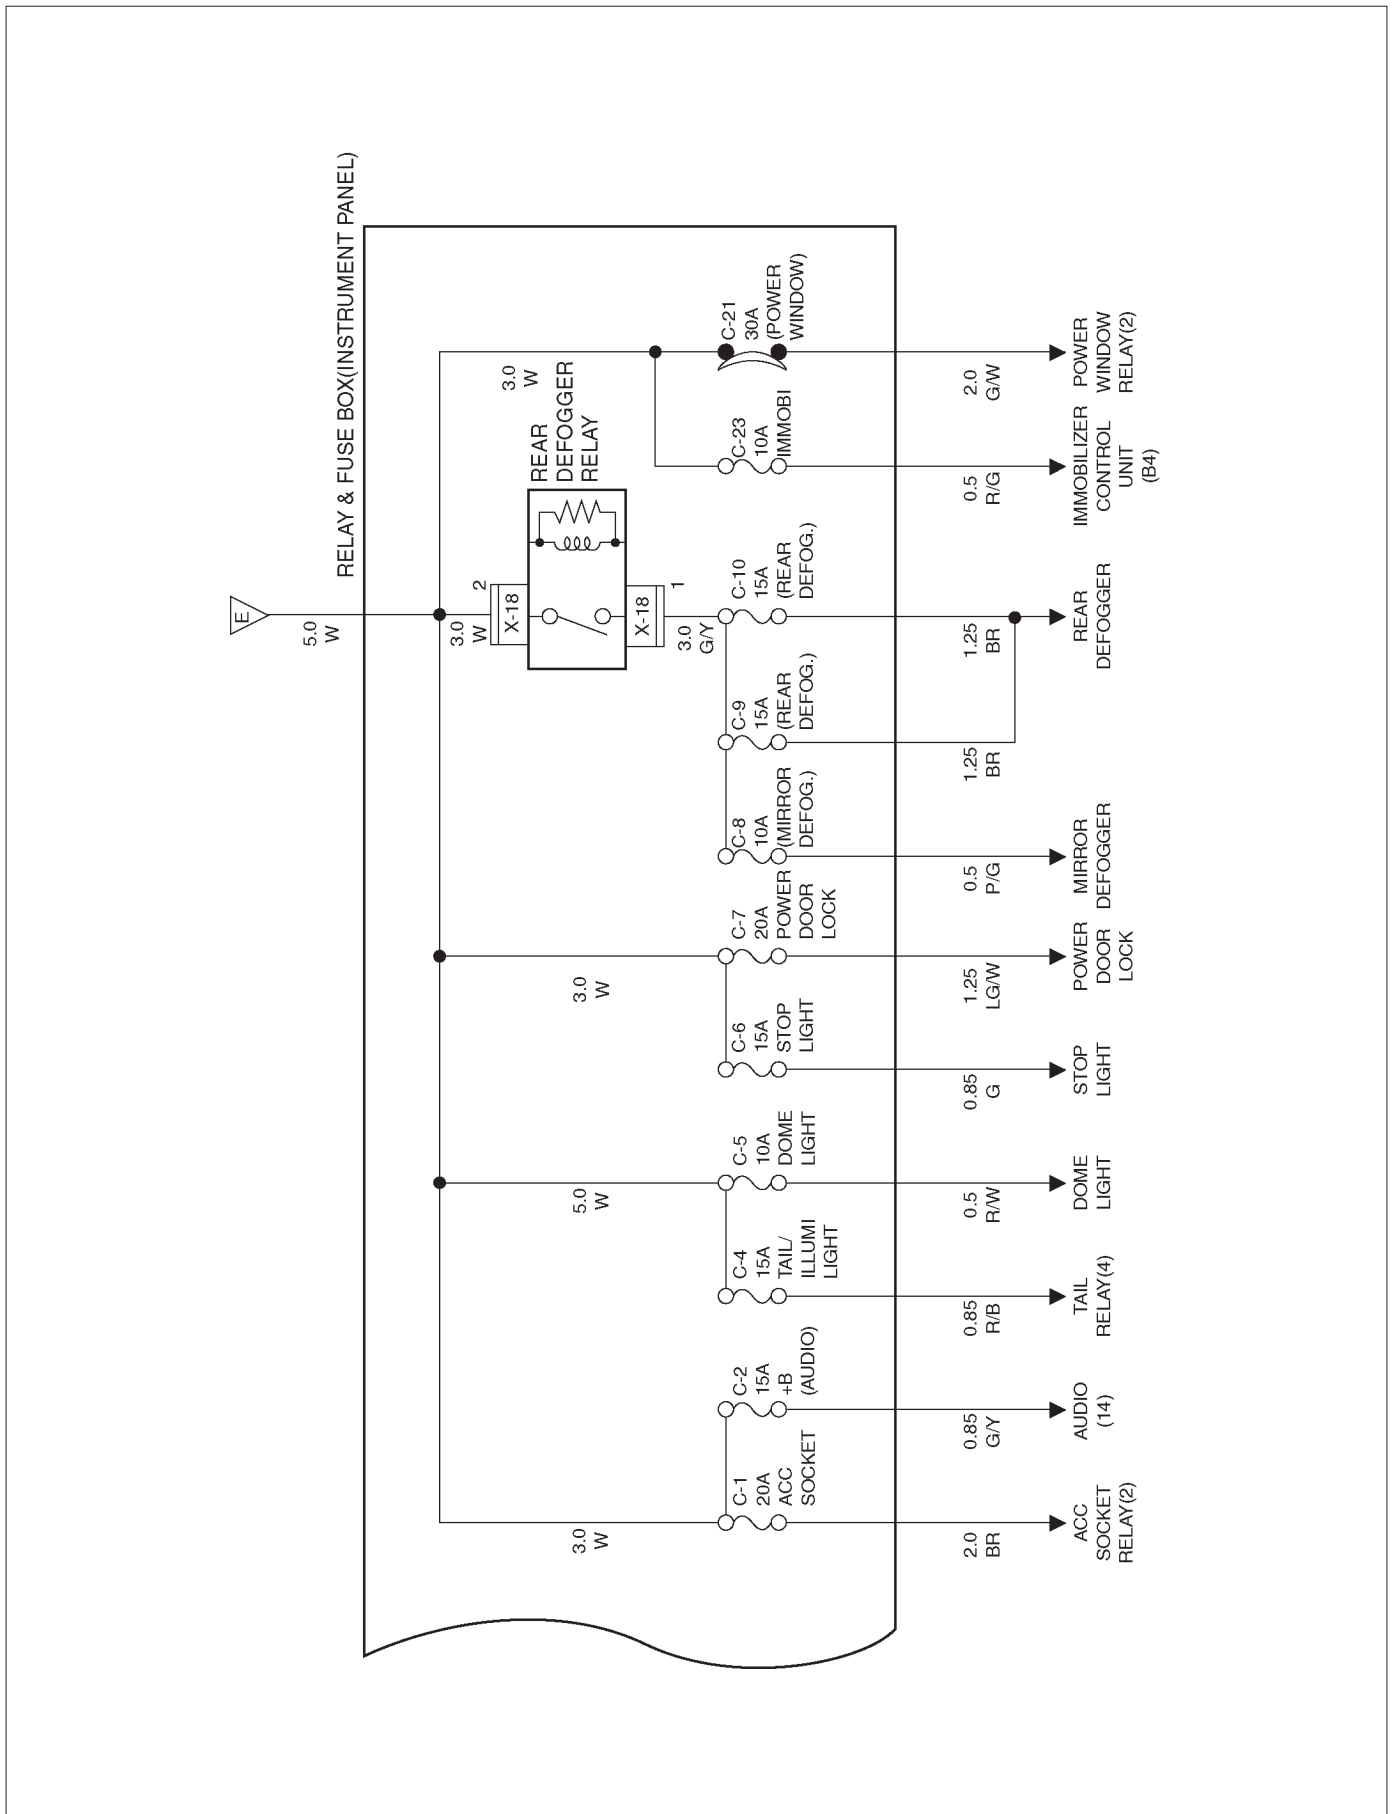 RELAY & FUSE BOX(INSTRUMENT PANEL)
E
5.0
W
3.0
W
2
X-18
REAR
DEFOGGER
RELAY
X-18
1
3.0
G/Y
3.0
W
5.0
W
3.0
W
3.0
W
C-1
20A
ACC
SOCKET
C-2
15A
+B
(AUDIO)
C-4
15A
TAIL/
ILLUMI
LIGHT
C-5
10A
DOME
LIGHT
C-6
15A
STOP
LIGHT
C-7
20A
POWER
DOOR
LOCK
C-8
10A
(MIRROR
DEFOG.)
C-9
15A
(REAR
DEFOG.)
C-10
15A
(REAR
DEFOG.)
C-23
10A
IMMOBI
C-21
30A
(POWER
WINDOW)
2.0
BR
0.85
G/Y
0.85
R/B
0.5
R/W
0.85
G
1.25
LG/W
0.5
P/G
1.25
BR
1.25
BR
0.5
R/G
2.0
G/W
ACC
SOCKET
RELAY(2)
AUDIO
(14)
TAIL
RELAY(4)
DOME
LIGHT
STOP
LIGHT
POWER
DOOR
LOCK
MIRROR
DEFOGGER
REAR
DEFOGGER
IMMOBILIZER
CONTROL
UNIT
(B4)
POWER
WINDOW
RELAY(2)